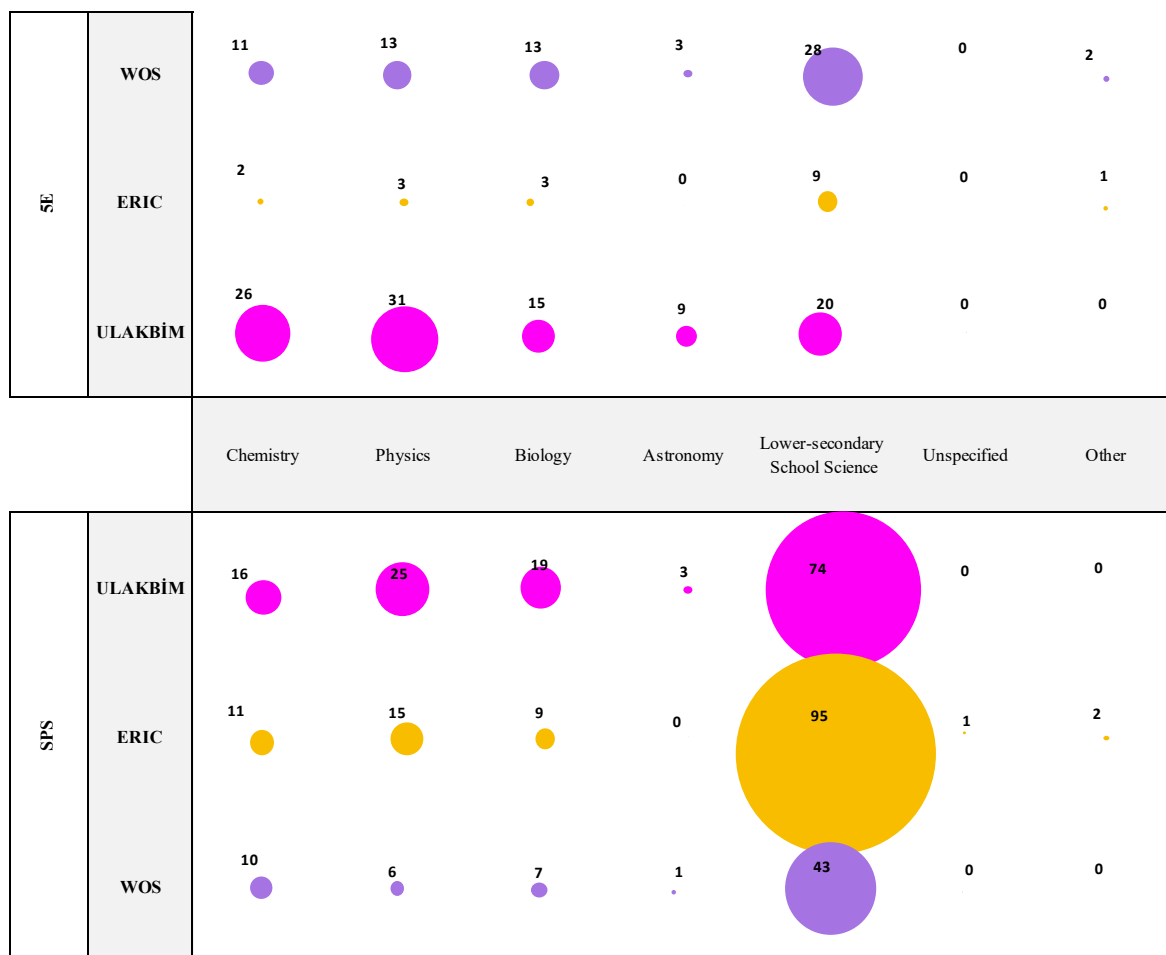 5E
WOS
11 13 13 3 28 0 2
ERIC
2 3 3 0 9 0 1
ULAKBİM
26 31 15 9 20 0 0
Chemistry Physics Biology Astronomy Lower-secondary School Science Unspecified Other
SPS
ULAKBİM
16 25 19 3 74 0 0
ERIC
11 15 9 0 95 1 2
WOS
10 6 7 1 43 0 0